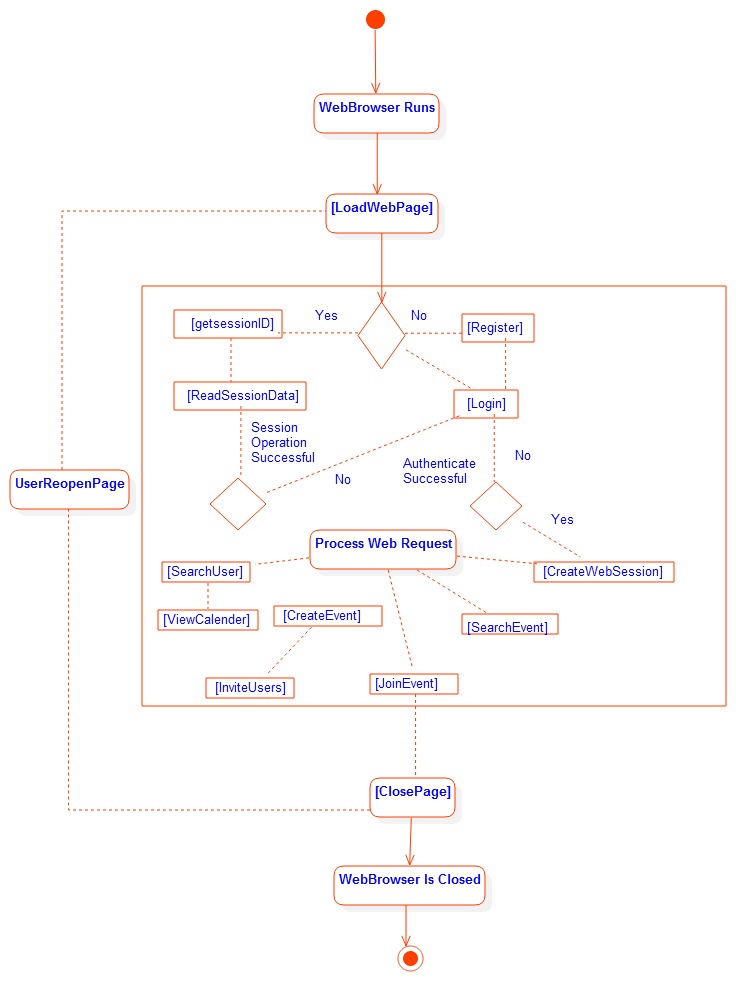 WebBrowser Runs
[LoadWebPage]
Yes
No
[getsessionID]
[Register]
[ReadSessionData]
[Login]
Session
Operation
Successful
No
Authenticate
Successful
No
UserReopenPage
Yes
Process Web Request
[SearchUser]
[CreateWebSession]
[ViewCalender]
[CreateEvent]
[SearchEvent]
[InviteUsers]
[JoinEvent]
[ClosePage]
WebBrowser Is Closed